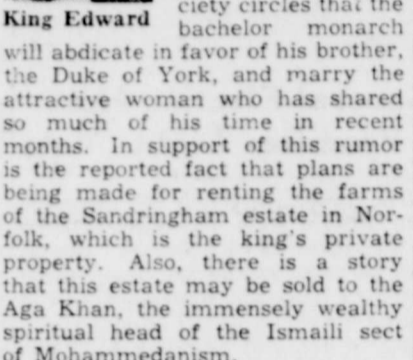 King Edward
ciety circles that the
bachelor monarch
will abdicate in favor of his brother,
the Duke of York, and marry the
attractive woman who has shared
so much of his time in recent
months. In support of this rumor
is the reported fact that plans are
being made for renting the farms
of the Sandringham estate in Nor-
folk, which is the king's private
property. Also, there is a story
that this estate may be sold to the
Aga Khan, the immensely wealthy
spiritual head of the Ismaili sect
of Mohammedanism.